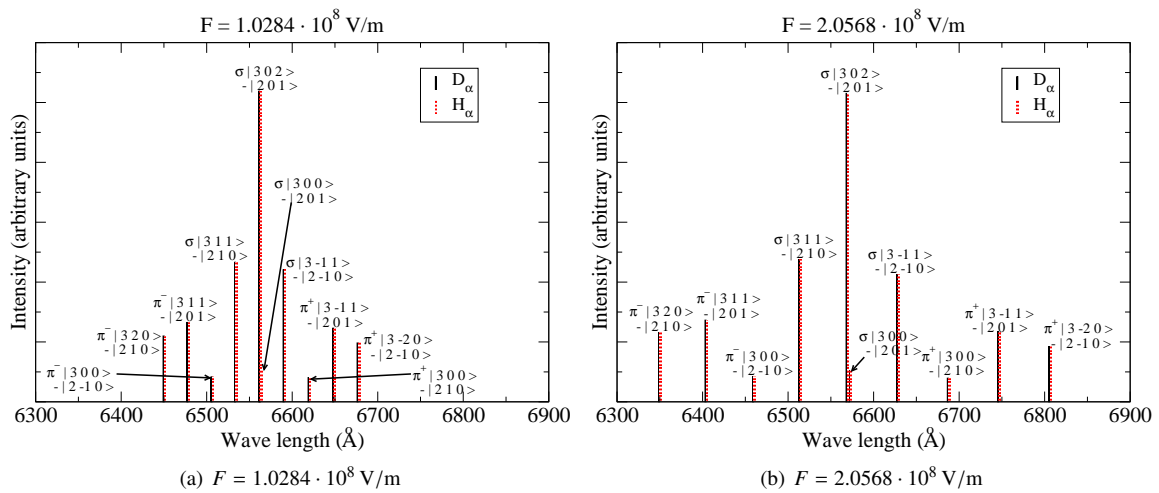 F = 1.0284 · 10⁸ V/m
Intensity (arbitrary units)
D_α
H_α
σ|302>
-|201>
σ|300>
-|201>
σ|311>
-|210>
σ|3-11>
-|2-10>
π⁻|311>
-|201>
π⁺|3-11>
-|201>
π⁻|320>
-|210>
π⁺|3-20>
-|2-10>
π⁻|300>
-|2-10>
π⁺|300>
-|210>
6300 6400 6500 6600 6700 6800 6900
Wave length (Å)
(a) F = 1.0284 · 10⁸ V/m
F = 2.0568 · 10⁸ V/m
Intensity (arbitrary units)
D_α
H_α
σ|302>
-|201>
σ|311>
-|210>
σ|3-11>
-|2-10>
π⁻|320>
-|210>
π⁻|311>
-|201>
π⁺|3-11>
-|201>
π⁺|3-20>
-|2-10>
σ|300>
-|201>
π⁻|300>
-|2-10>
π⁺|300>
-|210>
6300 6400 6500 6600 6700 6800 6900
Wave length (Å)
(b) F = 2.0568 · 10⁸ V/m